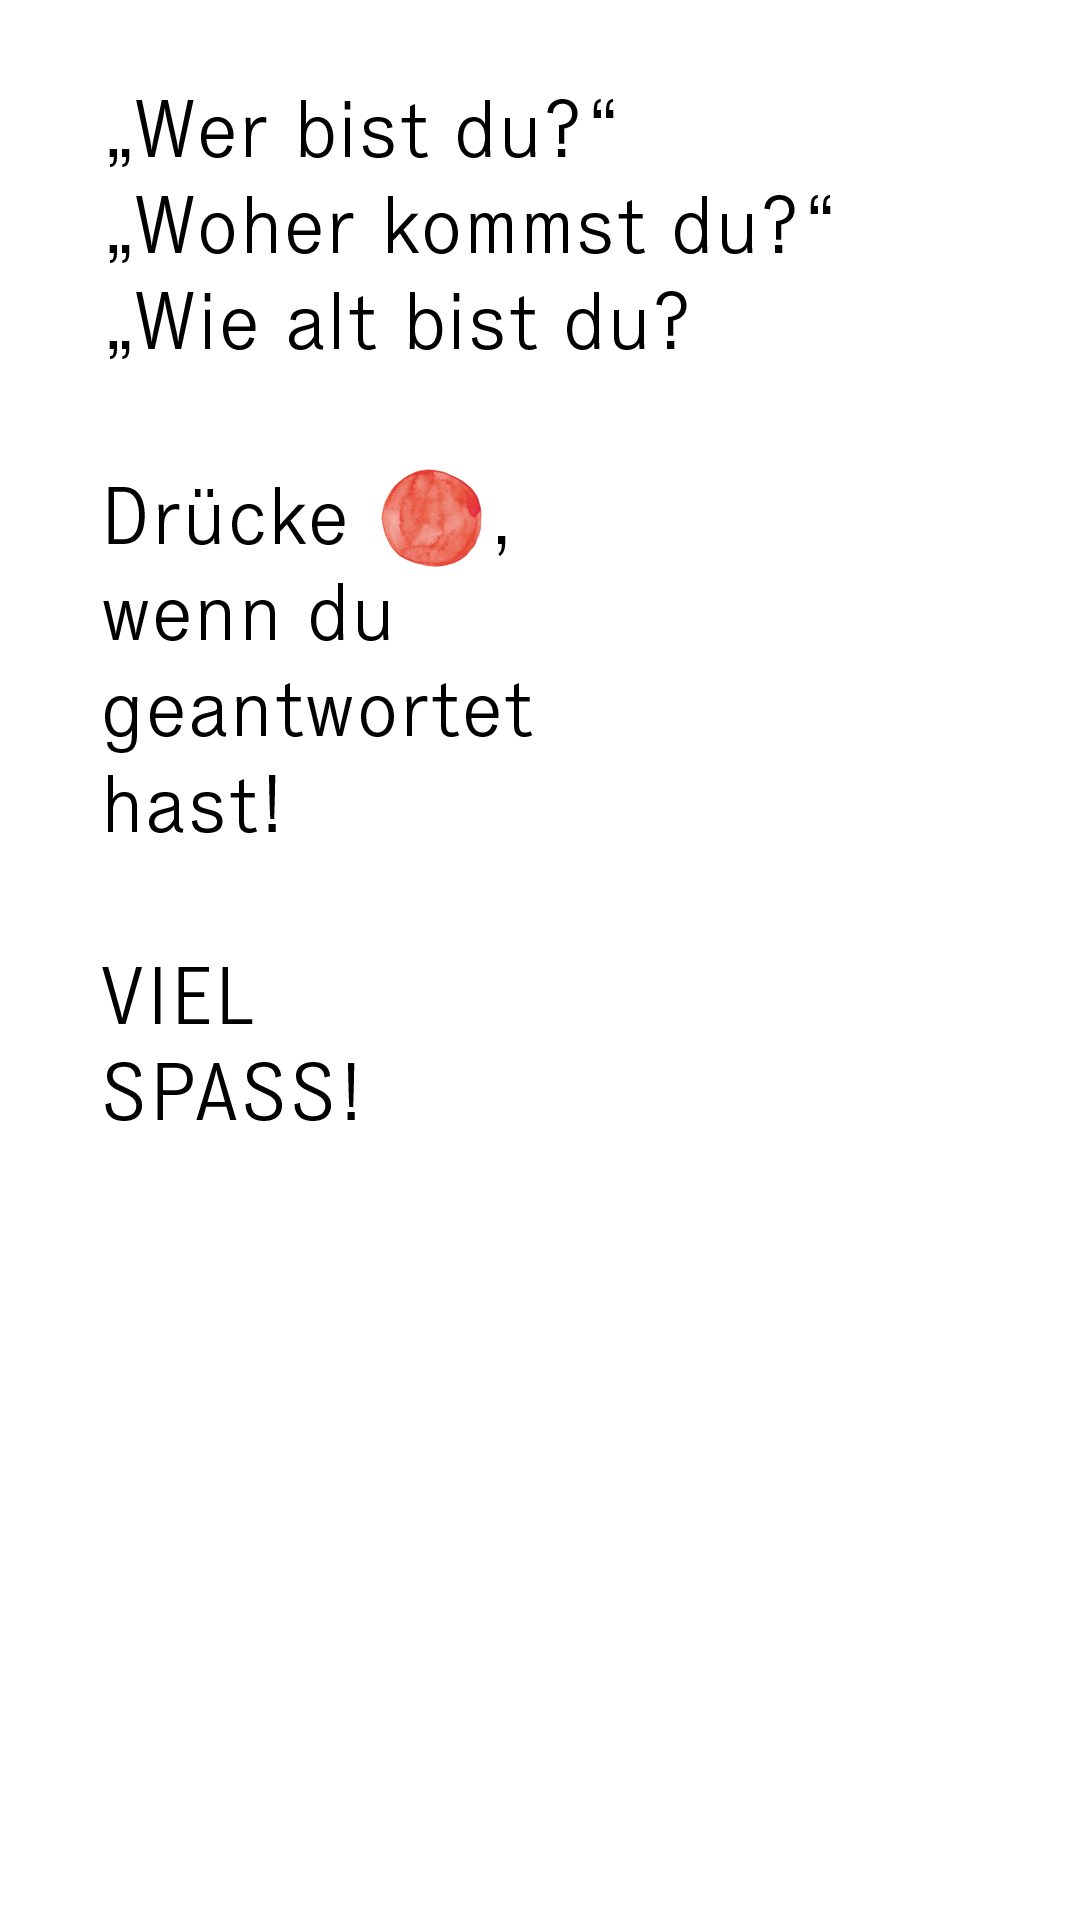 „Wer bist du?“
„Woher kommst du?“
„Wie alt bist du?
Drücke ,
wenn du
geantwortet
hast!
VIEL
SPASS!